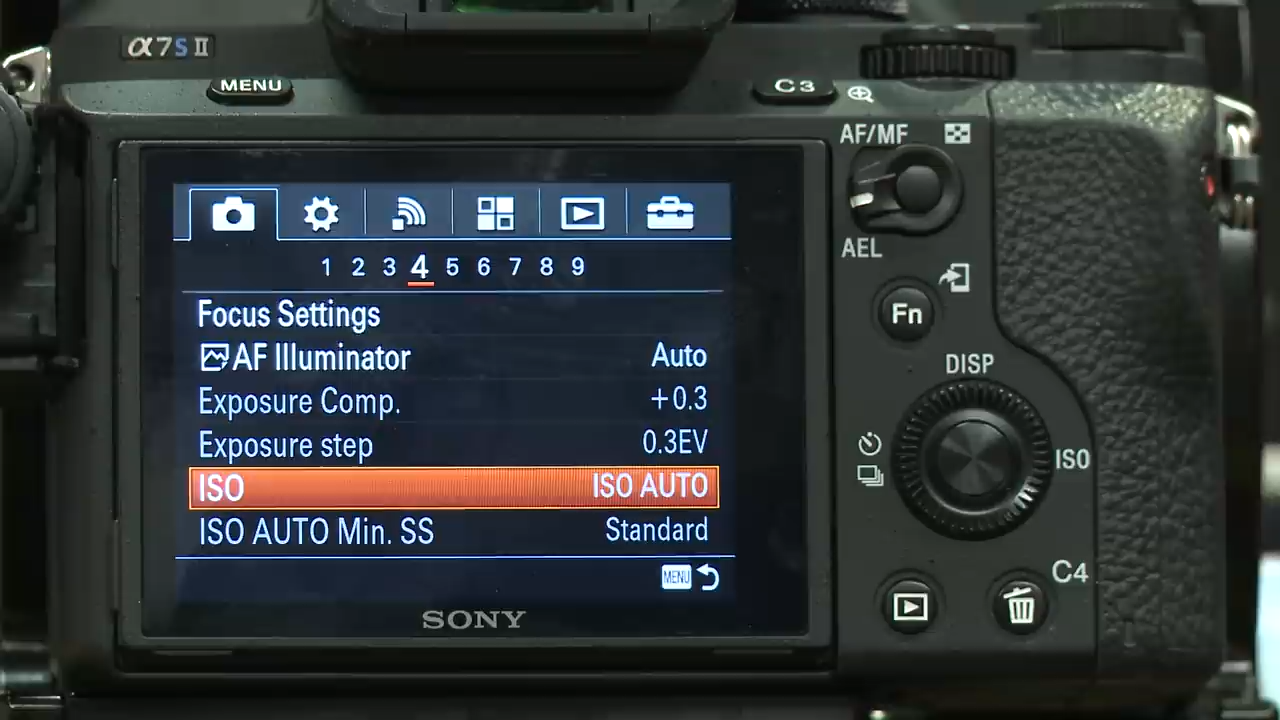 α7S II
MENU
C3
AF/MF
AEL
1 2 3 4 5 6 7 8 9
Focus Settings
AF Illuminator Auto
Exposure Comp. +0.3
Exposure step 0.3EV
ISO ISO AUTO
ISO AUTO Min. SS Standard
MENU
SONY
Fn
DISP
ISO
C4